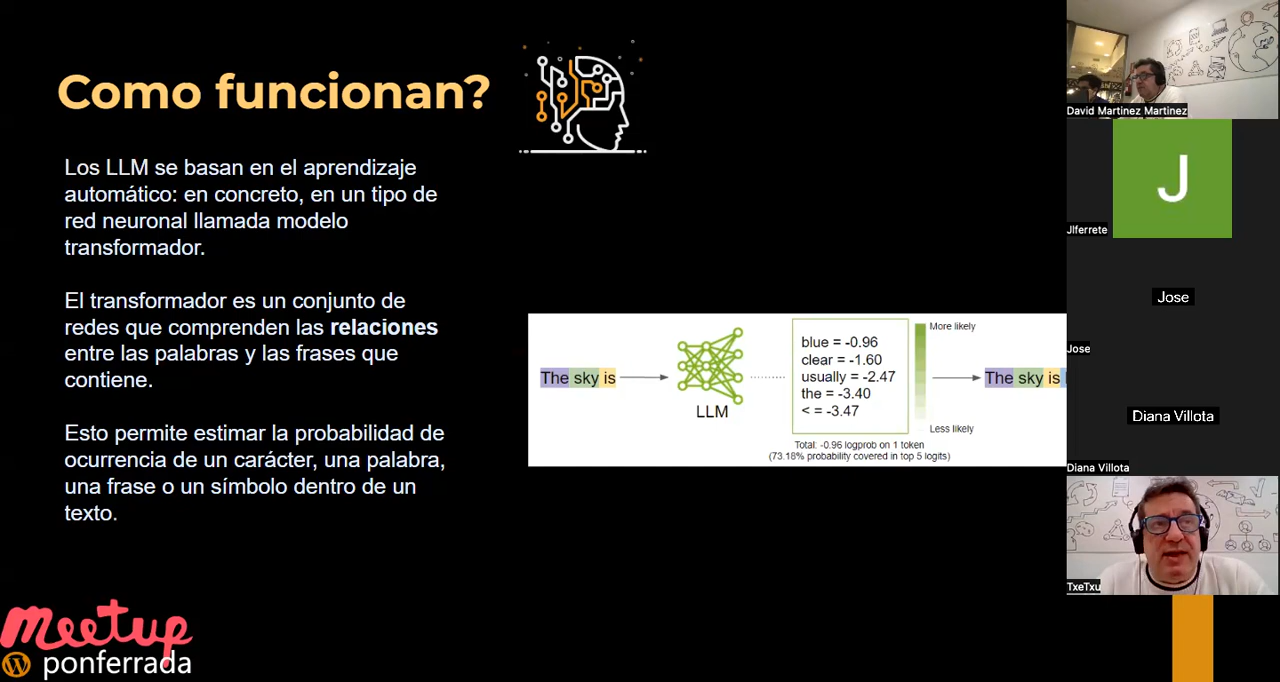 Como funcionan?
Los LLM se basan en el aprendizaje
automático: en concreto, en un tipo de
red neuronal llamada modelo
transformador.
El transformador es un conjunto de
redes que comprenden las relaciones
entre las palabras y las frases que
contiene.
Esto permite estimar la probabilidad de
ocurrencia de un carácter, una palabra,
una frase o un símbolo dentro de un
texto.
The sky is
LLM
blue = -0.96
clear = -1.60
usually = -2.47
the = -3.40
< = -3.47
More likely
Less likely
Total: -0.96 logprob on 1 token
(73.18% probability covered in top 5 logits)
The sky is
meetup
ponferrada
David Martinez Martinez
J
Jlferrete
Jose
Jose
Diana Villota
Diana Villota
TxeTxu